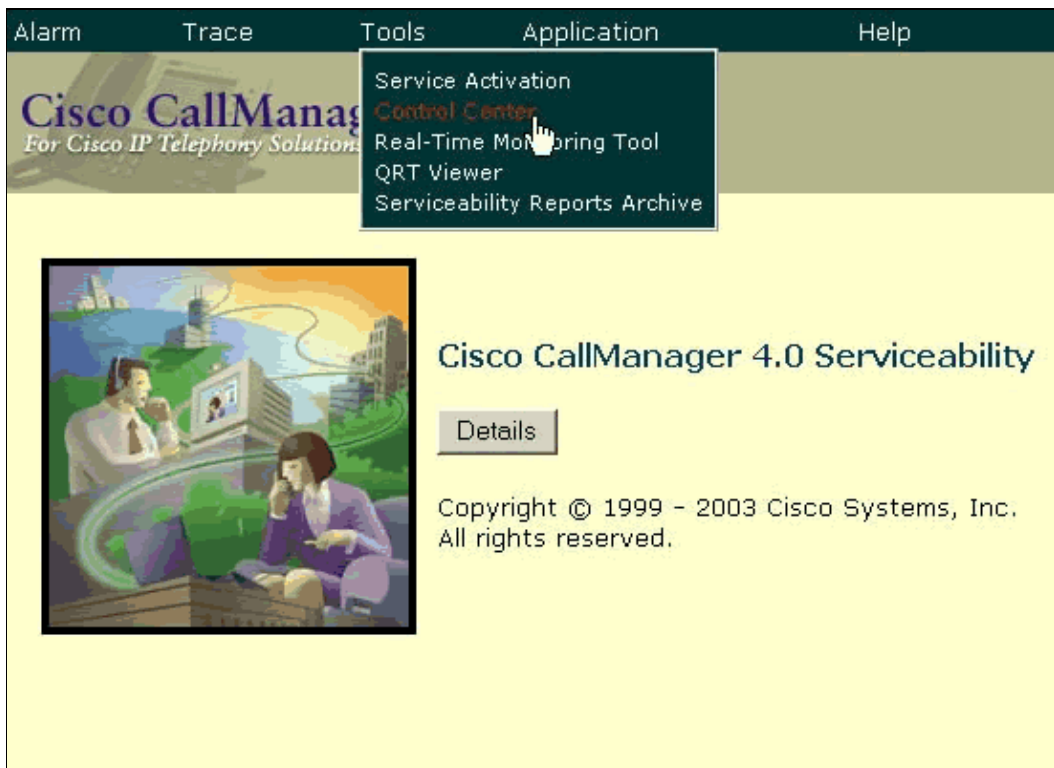 Alarm Trace Tools Application Help
Service Activation
Control Center
Real-Time Monitoring Tool
QRT Viewer
Serviceability Reports Archive
Cisco CallManag
For Cisco IP Telephony Solution
Cisco CallManager 4.0 Serviceability
Details
Copyright © 1999 - 2003 Cisco Systems, Inc.
All rights reserved.